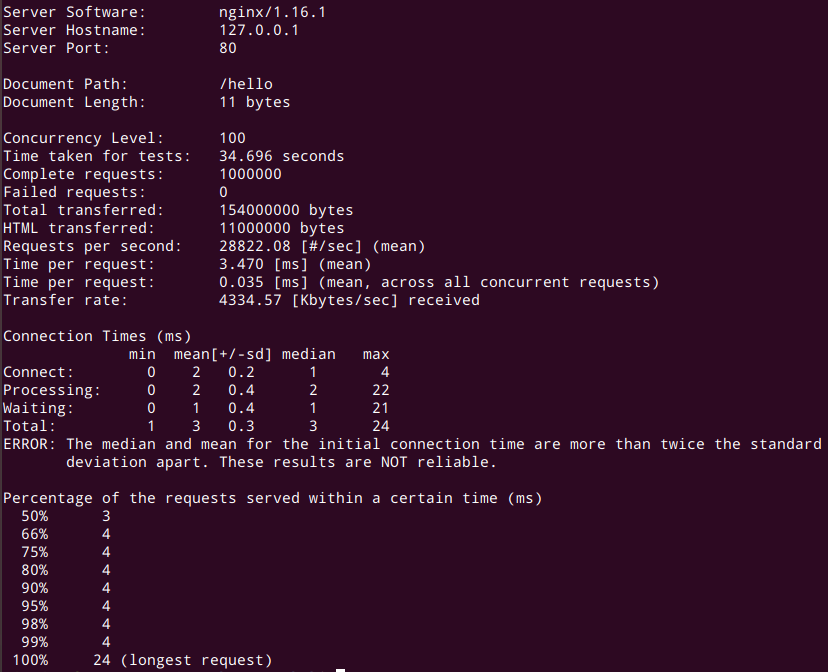 Server Software: nginx/1.16.1
Server Hostname: 127.0.0.1
Server Port: 80
Document Path: /hello
Document Length: 11 bytes
Concurrency Level: 100
Time taken for tests: 34.696 seconds
Complete requests: 1000000
Failed requests: 0
Total transferred: 154000000 bytes
HTML transferred: 11000000 bytes
Requests per second: 28822.08 [#/sec] (mean)
Time per request: 3.470 [ms] (mean)
Time per request: 0.035 [ms] (mean, across all concurrent requests)
Transfer rate: 4334.57 [Kbytes/sec] received
Connection Times (ms)
min mean[+/-sd] median max
Connect: 0 2 0.2 1 4
Processing: 0 2 0.4 2 22
Waiting: 0 1 0.4 1 21
Total: 1 3 0.3 3 24
ERROR: The median and mean for the initial connection time are more than twice the standard
deviation apart. These results are NOT reliable.
Percentage of the requests served within a certain time (ms)
50% 3
66% 4
75% 4
80% 4
90% 4
95% 4
98% 4
99% 4
100% 24 (longest request)